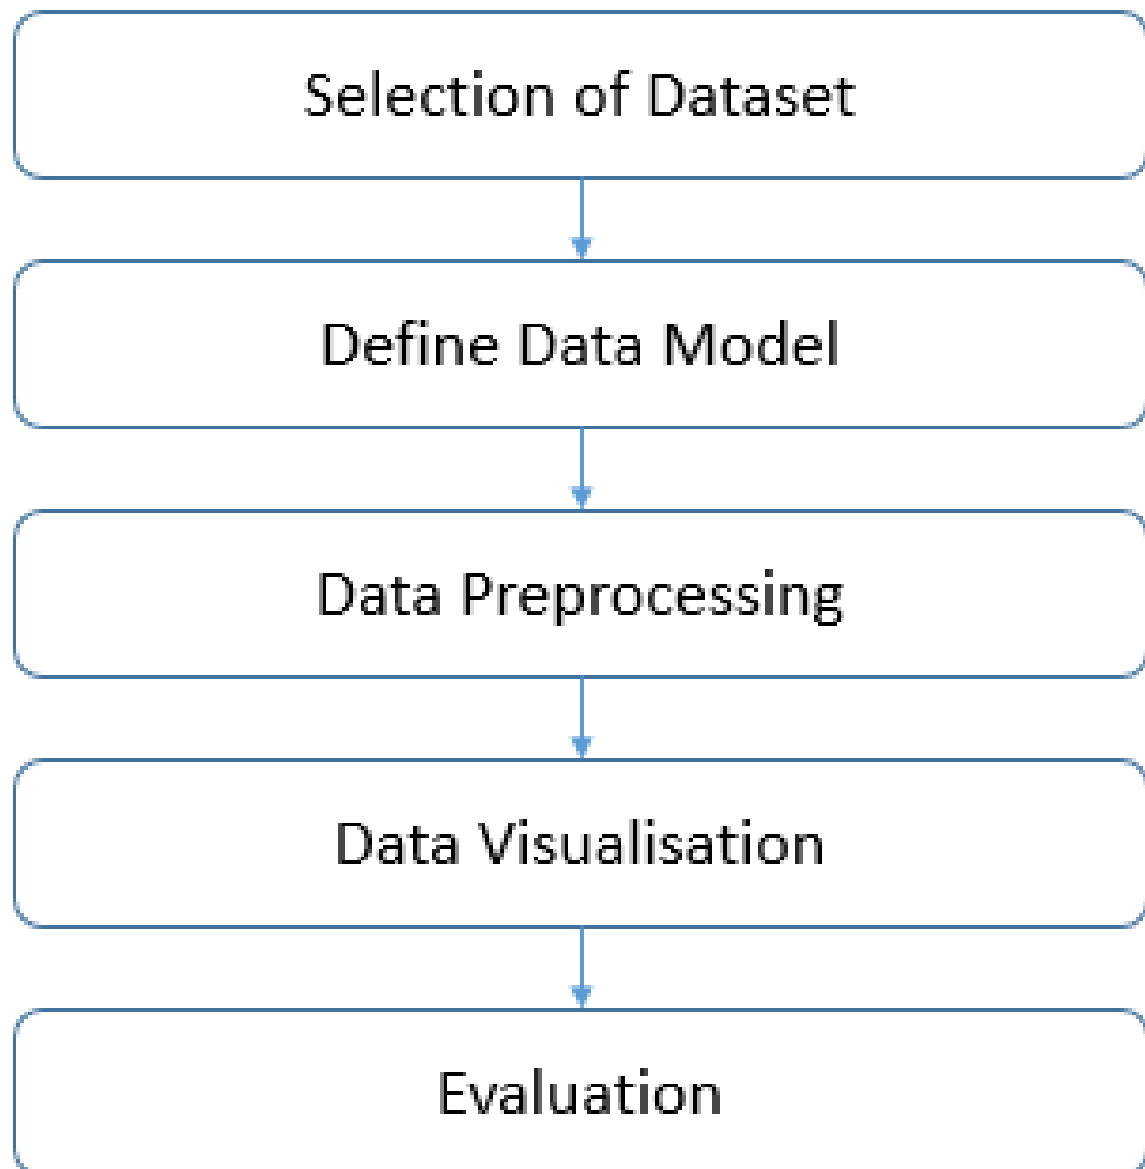 Selection of Dataset
Define Data Model
Data Preprocessing
Data Visualisation
Evaluation